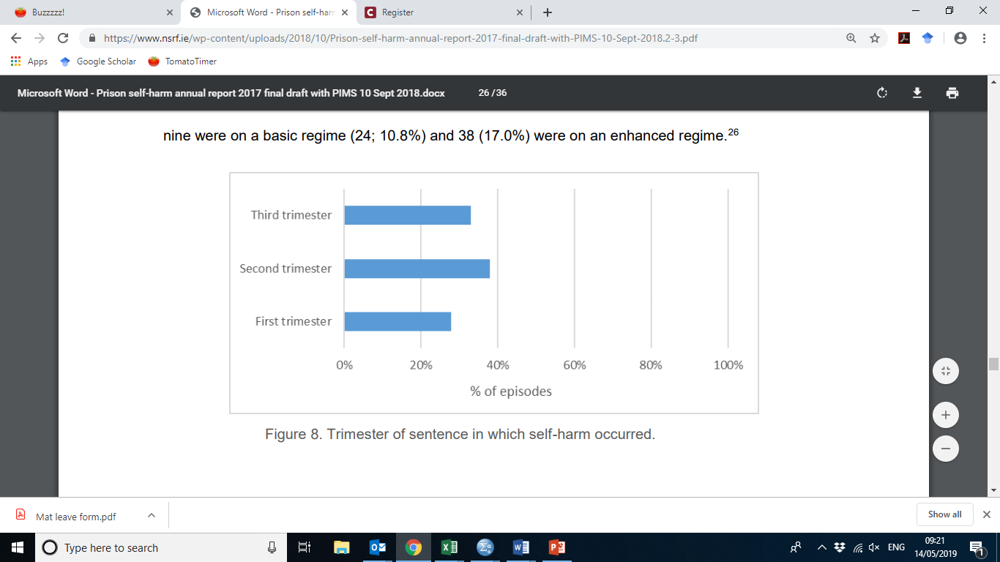 Buzzzzz!
Microsoft Word - Prison self-harm
Register
https://www.nsrf.ie/wp-content/uploads/2018/10/Prison-self-harm-annual-report-2017-final-draft-with-PIMS-10-Sept-2018.2-3.pdf
Apps Google Scholar TomatoTimer
Microsoft Word - Prison self-harm annual report 2017 final draft with PIMS 10 Sept 2018.docx 26 / 36
nine were on a basic regime (24; 10.8%) and 38 (17.0%) were on an enhanced regime.26
Third trimester
Second trimester
First trimester
0% 20% 40% 60% 80% 100%
% of episodes
Figure 8. Trimester of sentence in which self-harm occurred.
Mat leave form.pdf
Show all
Type here to search
ENG
09:21
14/05/2019
1